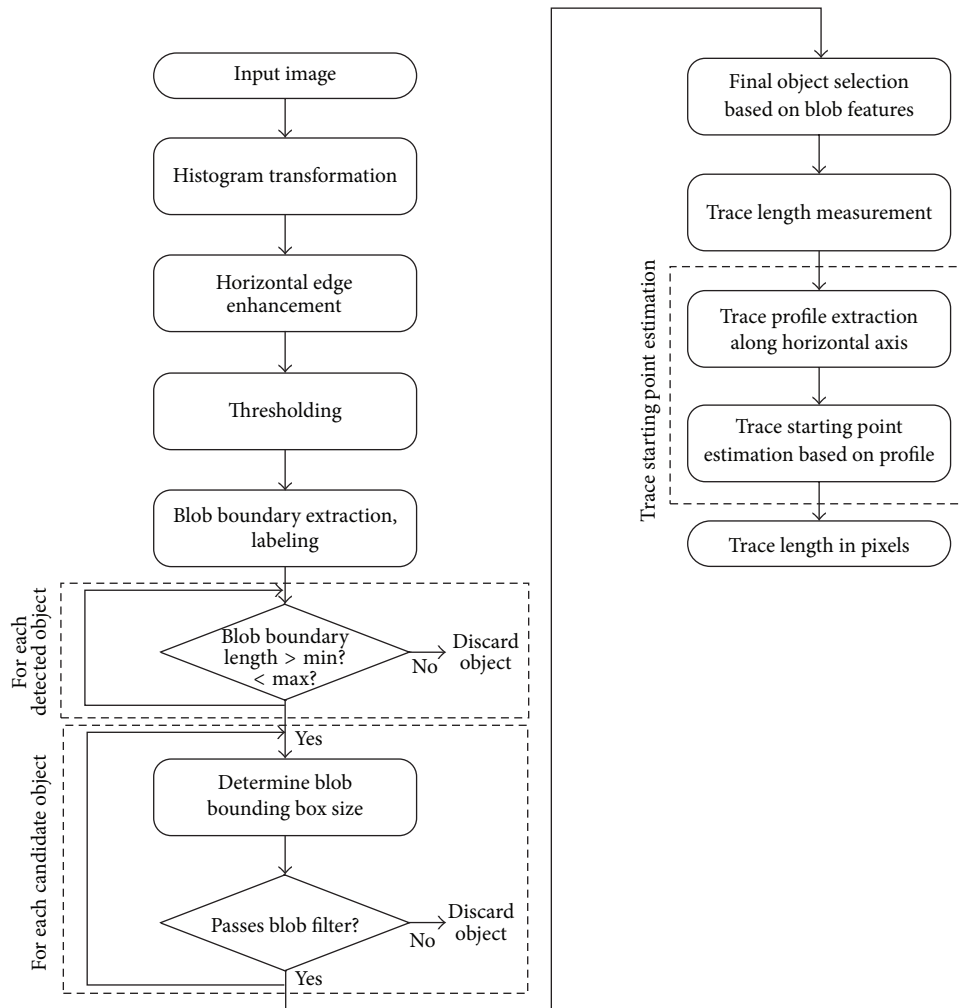 Input image
Histogram transformation
Horizontal edge
enhancement
Thresholding
Blob boundary extraction,
labeling
For each
detected object
Blob boundary
length > min?
< max?
No
Discard
object
Yes
For each candidate object
Determine blob
bounding box size
Passes blob filter?
No
Discard
object
Yes
Final object selection
based on blob features
Trace length measurement
Trace starting point estimation
Trace profile extraction
along horizontal axis
Trace starting point
estimation based on profile
Trace length in pixels